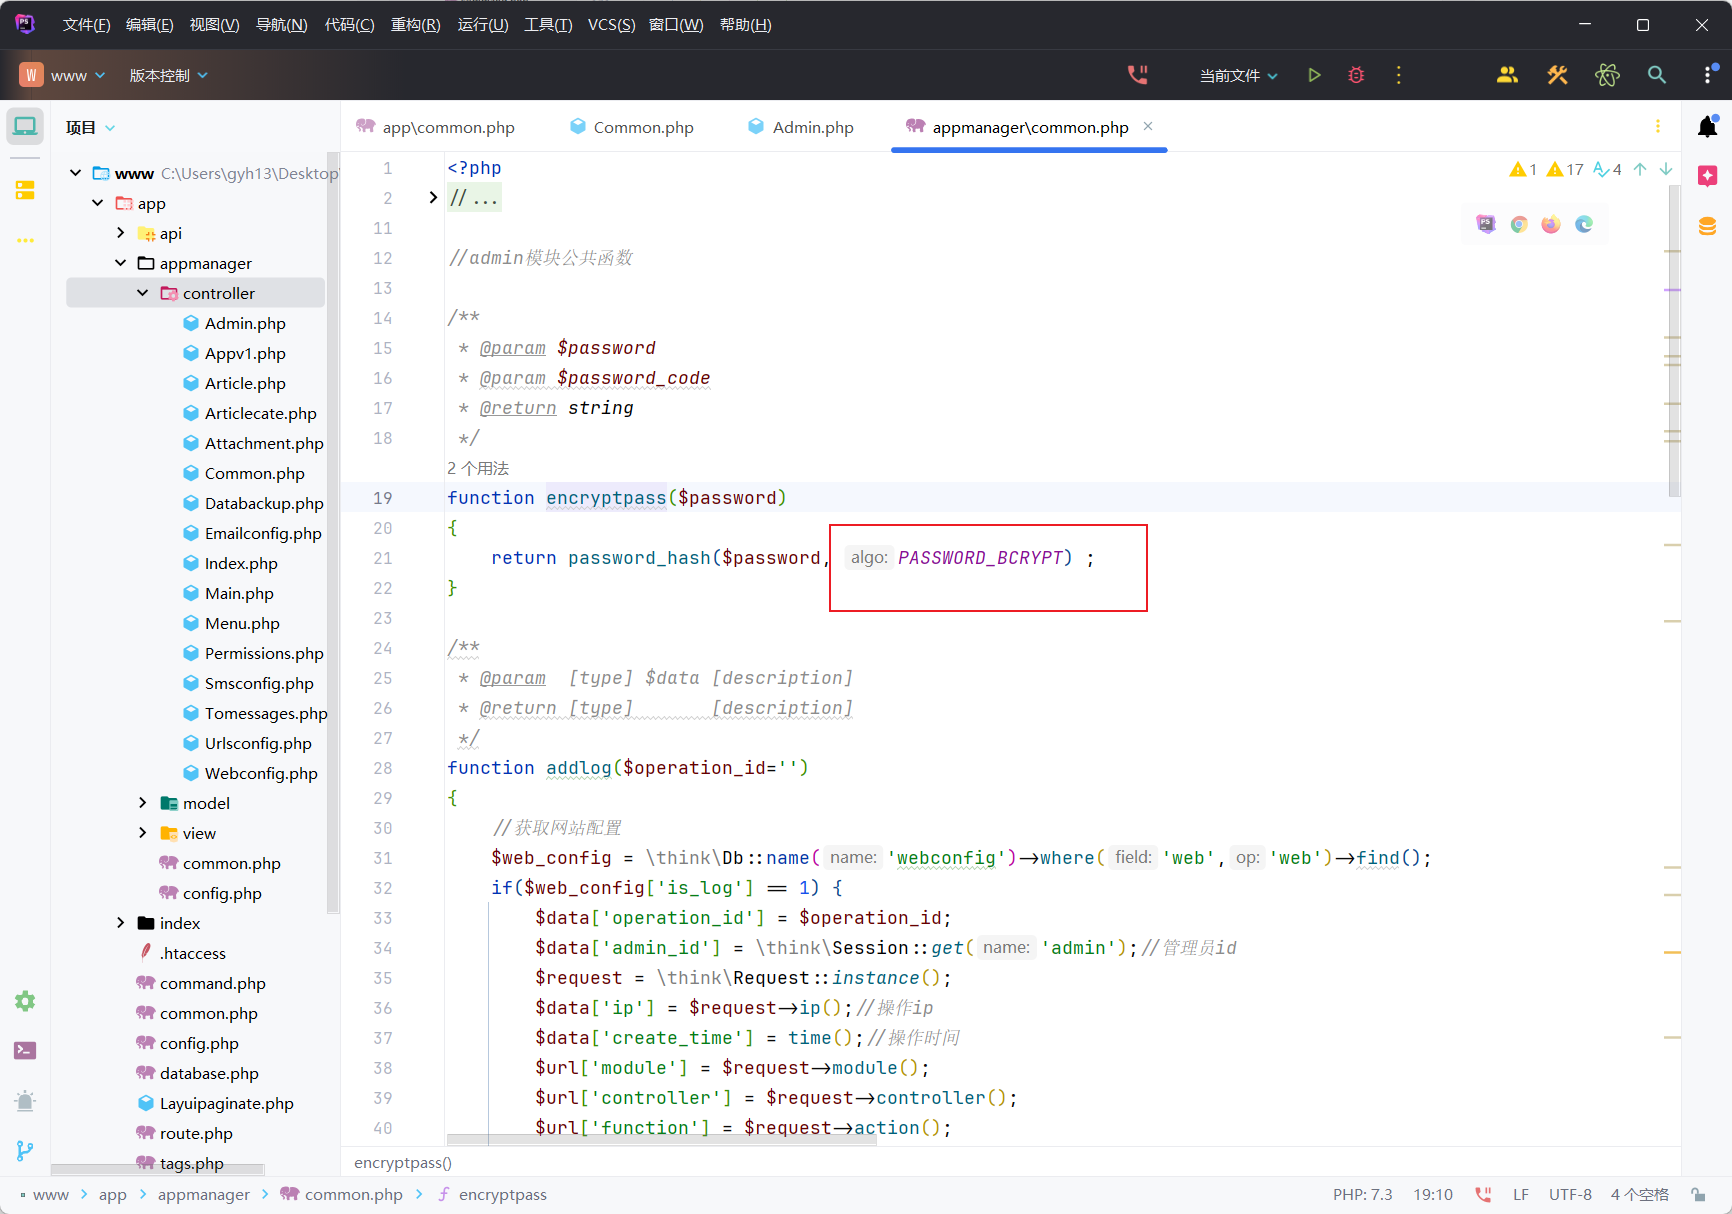 文件(F) 编辑(E) 视图(V) 导航(N) 代码(C) 重构(R) 运行(U) 工具(T) VCS(S) 窗口(W) 帮助(H)
W www 版本控制 当前文件
项目
www C:\Users\gyh13\Desktop\
app
api
appmanager
controller
Admin.php
Appv1.php
Article.php
Articlecate.php
Attachment.php
Common.php
Databackup.php
Emailconfig.php
Index.php
Main.php
Menu.php
Permissions.php
Smsconfig.php
Tomessages.php
Urlsconfig.php
Webconfig.php
model
view
common.php
config.php
index
.htaccess
command.php
common.php
config.php
database.php
Layuipaginate.php
route.php
tags.php
app\common.php Common.php Admin.php appmanager\common.php
1 17 4
1 <?php
2 //...
11
12 //admin模块公共函数
13
14 /**
15 * @param $password
16 * @param $password_code
17 * @return string
18 */
2 个用法
19 function encryptpass($password)
20 {
21 return password_hash($password, algo: PASSWORD_BCRYPT) ;
22 }
23
24 /**
25 * @param [type] $data [description]
26 * @return [type] [description]
27 */
28 function addlog($operation_id='')
29 {
30 //获取网站配置
31 $web_config = \think\Db::name( name: 'webconfig')->where( field: 'web', op: 'web')->find();
32 if($web_config['is_log'] == 1) {
33 $data['operation_id'] = $operation_id;
34 $data['admin_id'] = \think\Session::get( name: 'admin');//管理员id
35 $request = \think\Request::instance();
36 $data['ip'] = $request->ip();//操作ip
37 $data['create_time'] = time();//操作时间
38 $url['module'] = $request->module();
39 $url['controller'] = $request->controller();
40 $url['function'] = $request->action();
encryptpass()
www > app > appmanager > common.php > encryptpass
PHP: 7.3 19:10 LF UTF-8 4 个空格